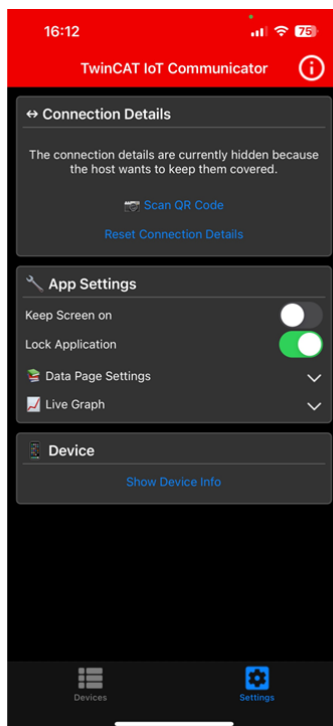 16:12
75
TwinCAT IoT Communicator
Connection Details
The connection details are currently hidden because
the host wants to keep them covered.
Scan QR Code
Reset Connection Details
App Settings
Keep Screen on
Lock Application
Data Page Settings
Live Graph
Device
Show Device Info
Devices
Settings